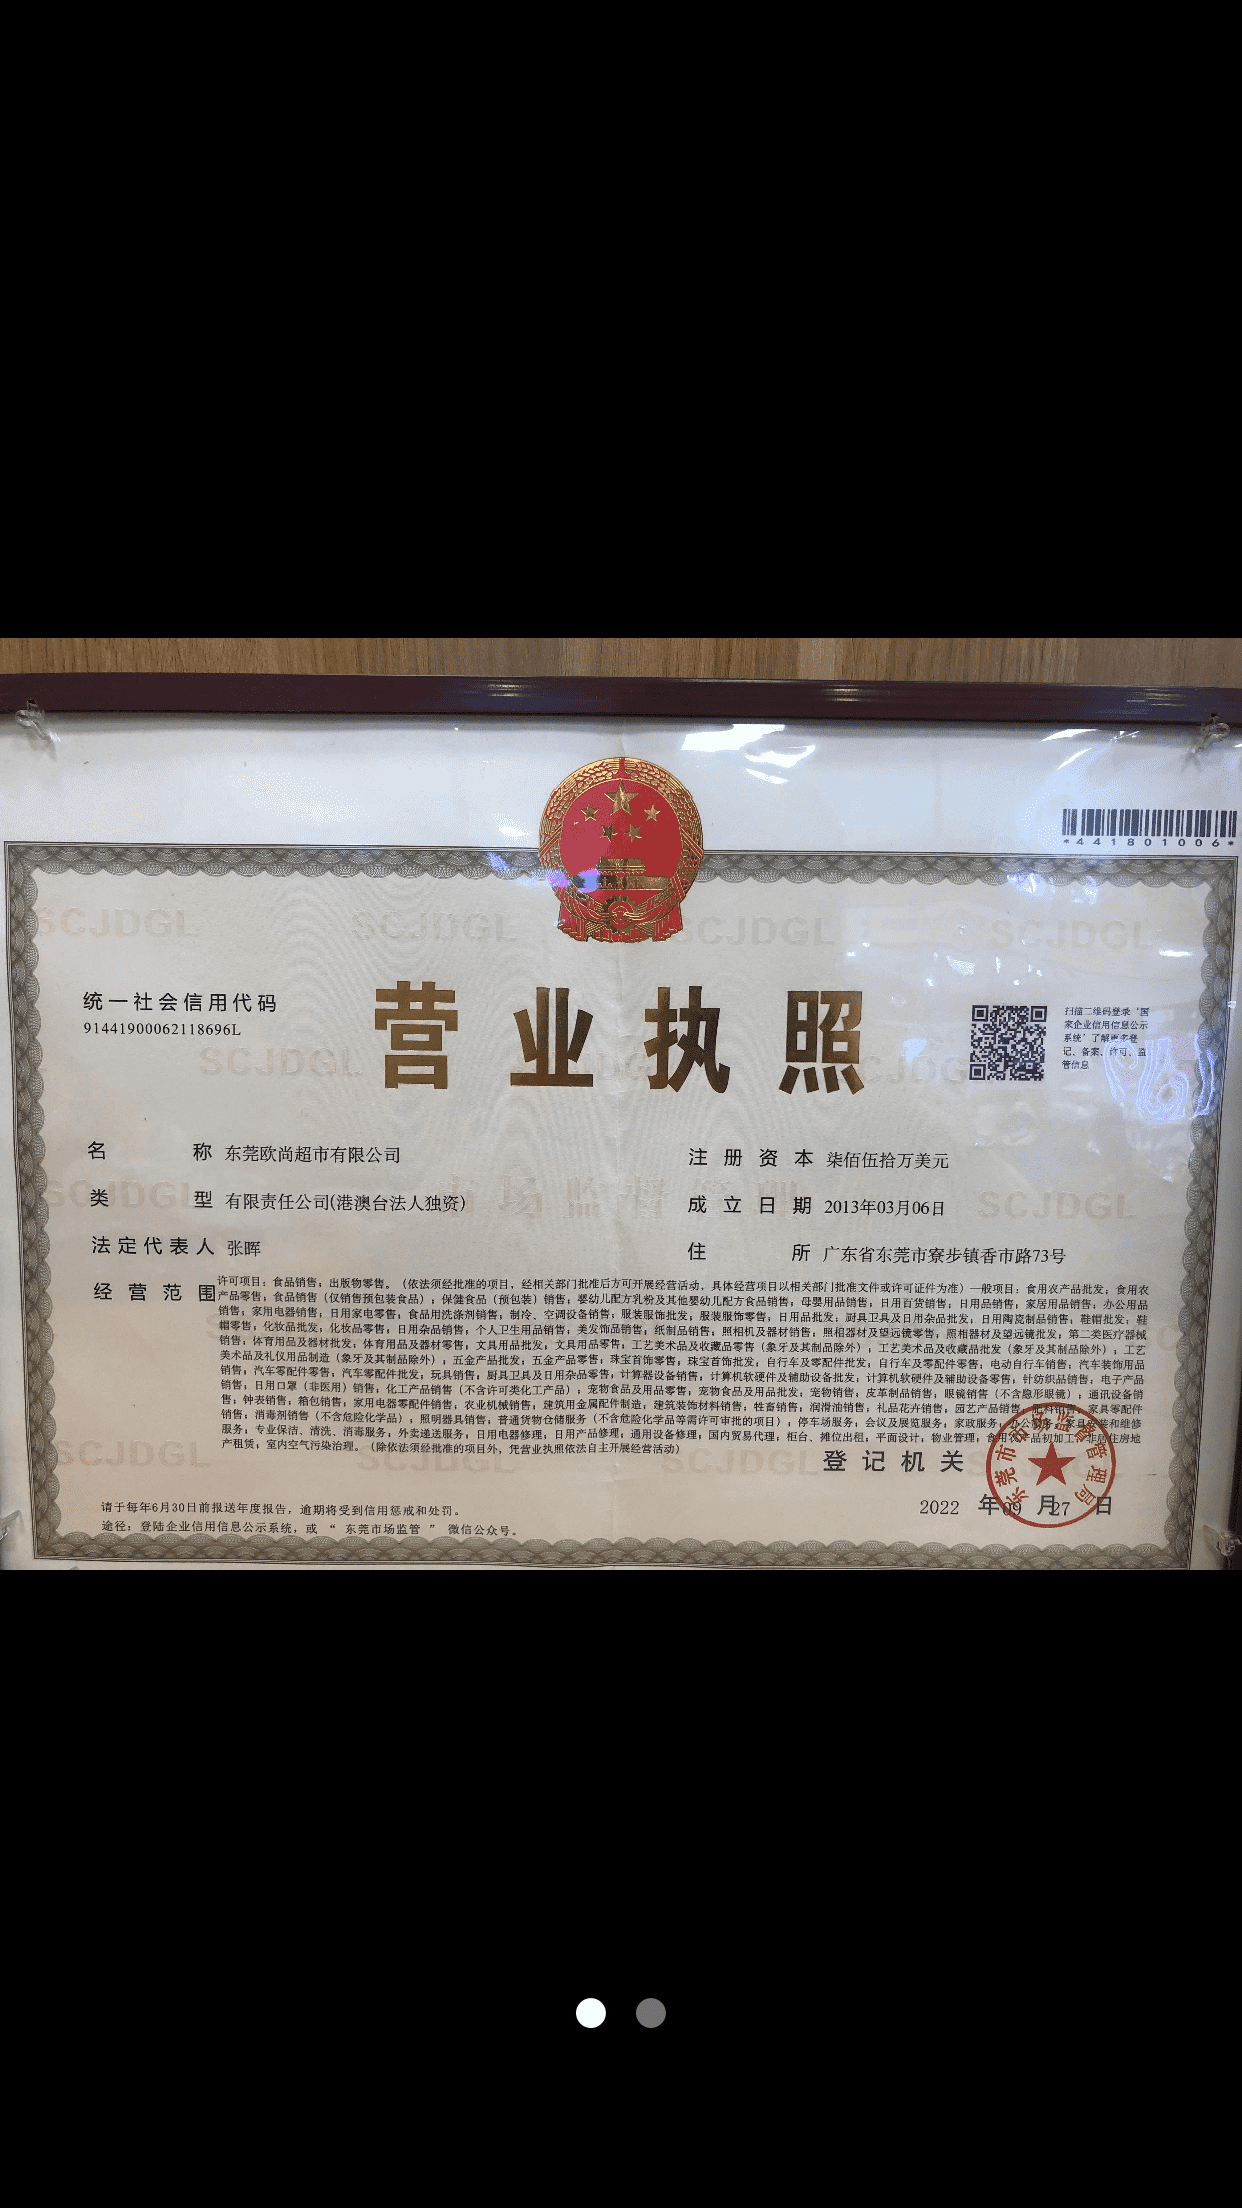 *441801006*
SCJDGL SCJDGL SCJDGL SCJDGL
统一社会信用代码
91441900062118696L
营业执照
扫描二维码登录‘国
家企业信用信息公示
系统’了解更多登
记、备案、许可、监
管信息
名称 东莞欧尚超市有限公司
注册资本 柒佰伍拾万美元
类型 有限责任公司(港澳台法人独资)
成立日期 2013年03月06日
法定代表人 张晖
住所 广东省东莞市寮步镇香市路73号
经营范围 许可项目：食品销售；出版物零售。（依法须经批准的项目，经相关部门批准后方可开展经营活动，具体经营项目以相关部门批准文件或许可证件为准）一般项目：食用农产品批发；食用农
产品零售；食品销售（仅销售预包装食品）；保健食品（预包装）销售；婴幼儿配方乳粉及其他婴幼儿配方食品销售；母婴用品销售；日用百货销售；日用品销售；家居用品销售；办公用品
销售；家用电器销售；日用家电零售；食品用洗涤剂销售；制冷、空调设备销售；服装服饰批发；服装服饰零售；日用品批发；厨具卫具及日用杂品批发；日用陶瓷制品销售；鞋帽批发；鞋
帽零售；化妆品批发；化妆品零售；日用杂品销售；个人卫生用品销售；美发饰品销售；纸制品销售；照相机及器材销售；照相器材及望远镜零售；照相器材及望远镜批发；第二类医疗器械
销售；体育用品及器材批发；体育用品及器材零售；文具用品批发；文具用品零售；工艺美术品及收藏品零售（象牙及其制品除外）；工艺美术品及收藏品批发（象牙及其制品除外）；工艺
美术品及礼仪用品制造（象牙及其制品除外）；五金产品批发；五金产品零售；珠宝首饰零售；珠宝首饰批发；自行车及零配件批发；自行车及零配件零售；电动自行车销售；汽车装饰用品
销售；汽车零配件零售；汽车零配件批发；玩具销售；厨具卫具及日用杂品零售；计算器设备销售；计算机软硬件及辅助设备批发；计算机软硬件及辅助设备零售；针纺织品销售；电子产品
销售；日用口罩（非医用）销售；化工产品销售（不含许可类化工产品）；宠物食品及用品零售；宠物食品及用品批发；宠物销售；皮革制品销售；眼镜销售（不含隐形眼镜）；通讯设备销
售；钟表销售；箱包销售；家用电器零配件销售；农业机械销售；建筑用金属配件制造；建筑装饰材料销售；牲畜销售；润滑油销售；礼品花卉销售；园艺产品销售；肥料销售；家具零配件
销售；消毒剂销售（不含危险化学品）；照明器具销售；普通货物仓储服务（不含危险化学品等需许可审批的项目）；停车场服务；会议及展览服务；家政服务；办公服务；家具安装和维修
服务；专业保洁、清洗、消毒服务；外卖递送服务；日用电器修理；日用产品修理；通用设备修理；国内贸易代理；柜台、摊位出租；平面设计；物业管理；食用农产品初加工；非居住房地
产租赁；室内空气污染治理。（除依法须经批准的项目外，凭营业执照依法自主开展经营活动）
登记机关
东莞市市场监督管理局
2022 年09 月27 日
请于每年6月30日前报送年度报告，逾期将受到信用惩戒和处罚。
途径：登陆企业信用信息公示系统，或 “ 东莞市场监管 ” 微信公众号。